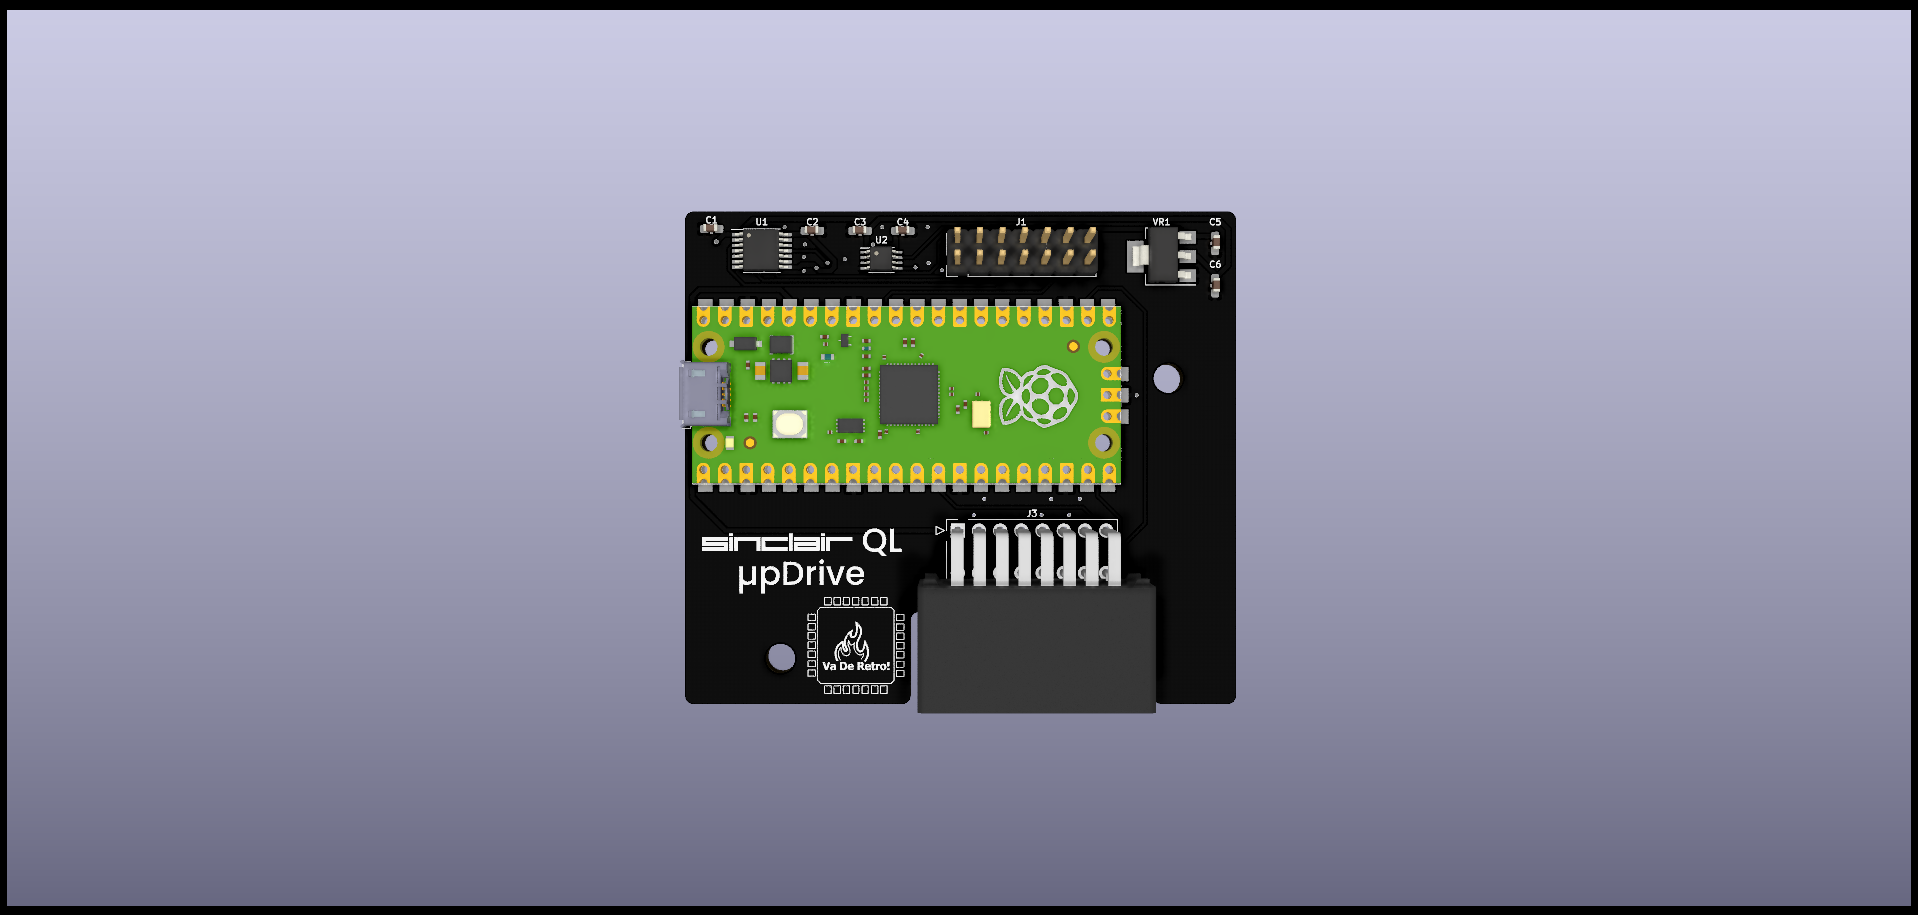 C1
U1
C2
C3
C4
U2
J1
VR1
C5
C6
J3
sinclair QL
µpDrive
Va De Retro!